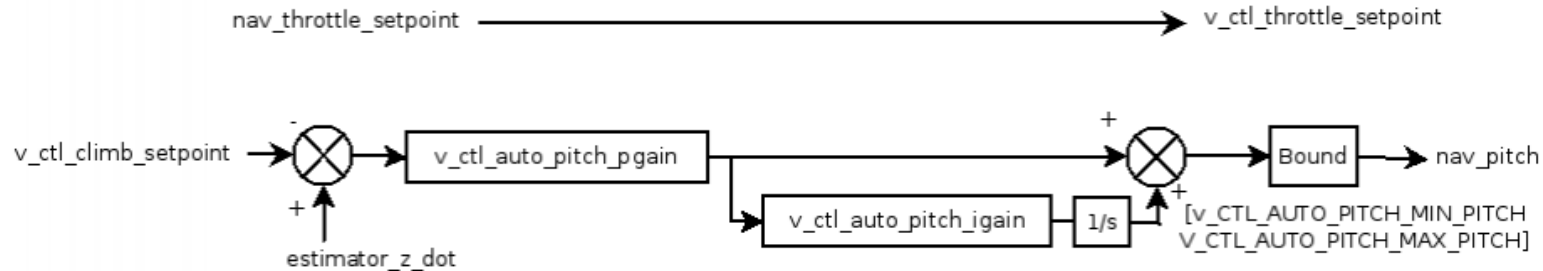 nav_throttle_setpoint
v_ctl_throttle_setpoint
-
+
v_ctl_climb_setpoint
v_ctl_auto_pitch_pgain
Bound
nav_pitch
+
+
v_ctl_auto_pitch_igain
1/s
[v_CTL_AUTO_PITCH_MIN_PITCH
V_CTL_AUTO_PITCH_MAX_PITCH]
estimator_z_dot